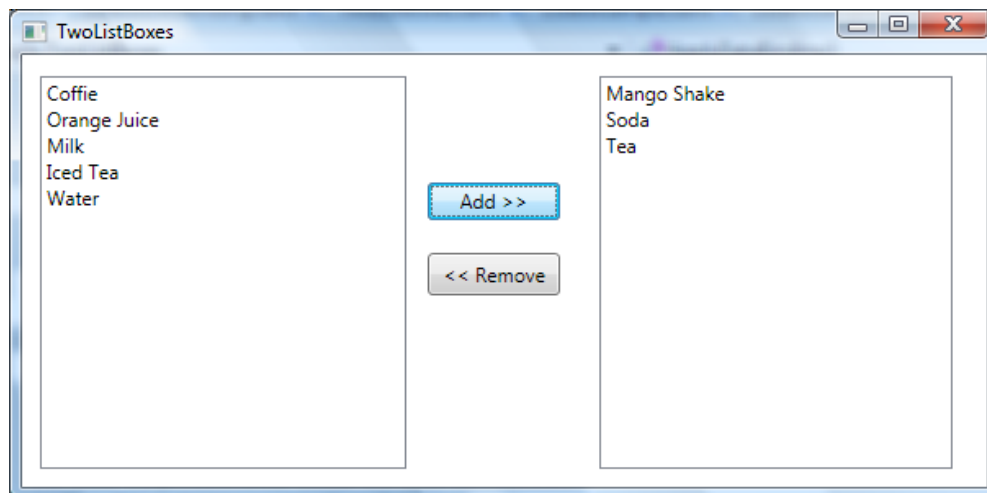 TwoListBoxes
Coffie
Orange Juice
Milk
Iced Tea
Water
Add >>
<< Remove
Mango Shake
Soda
Tea